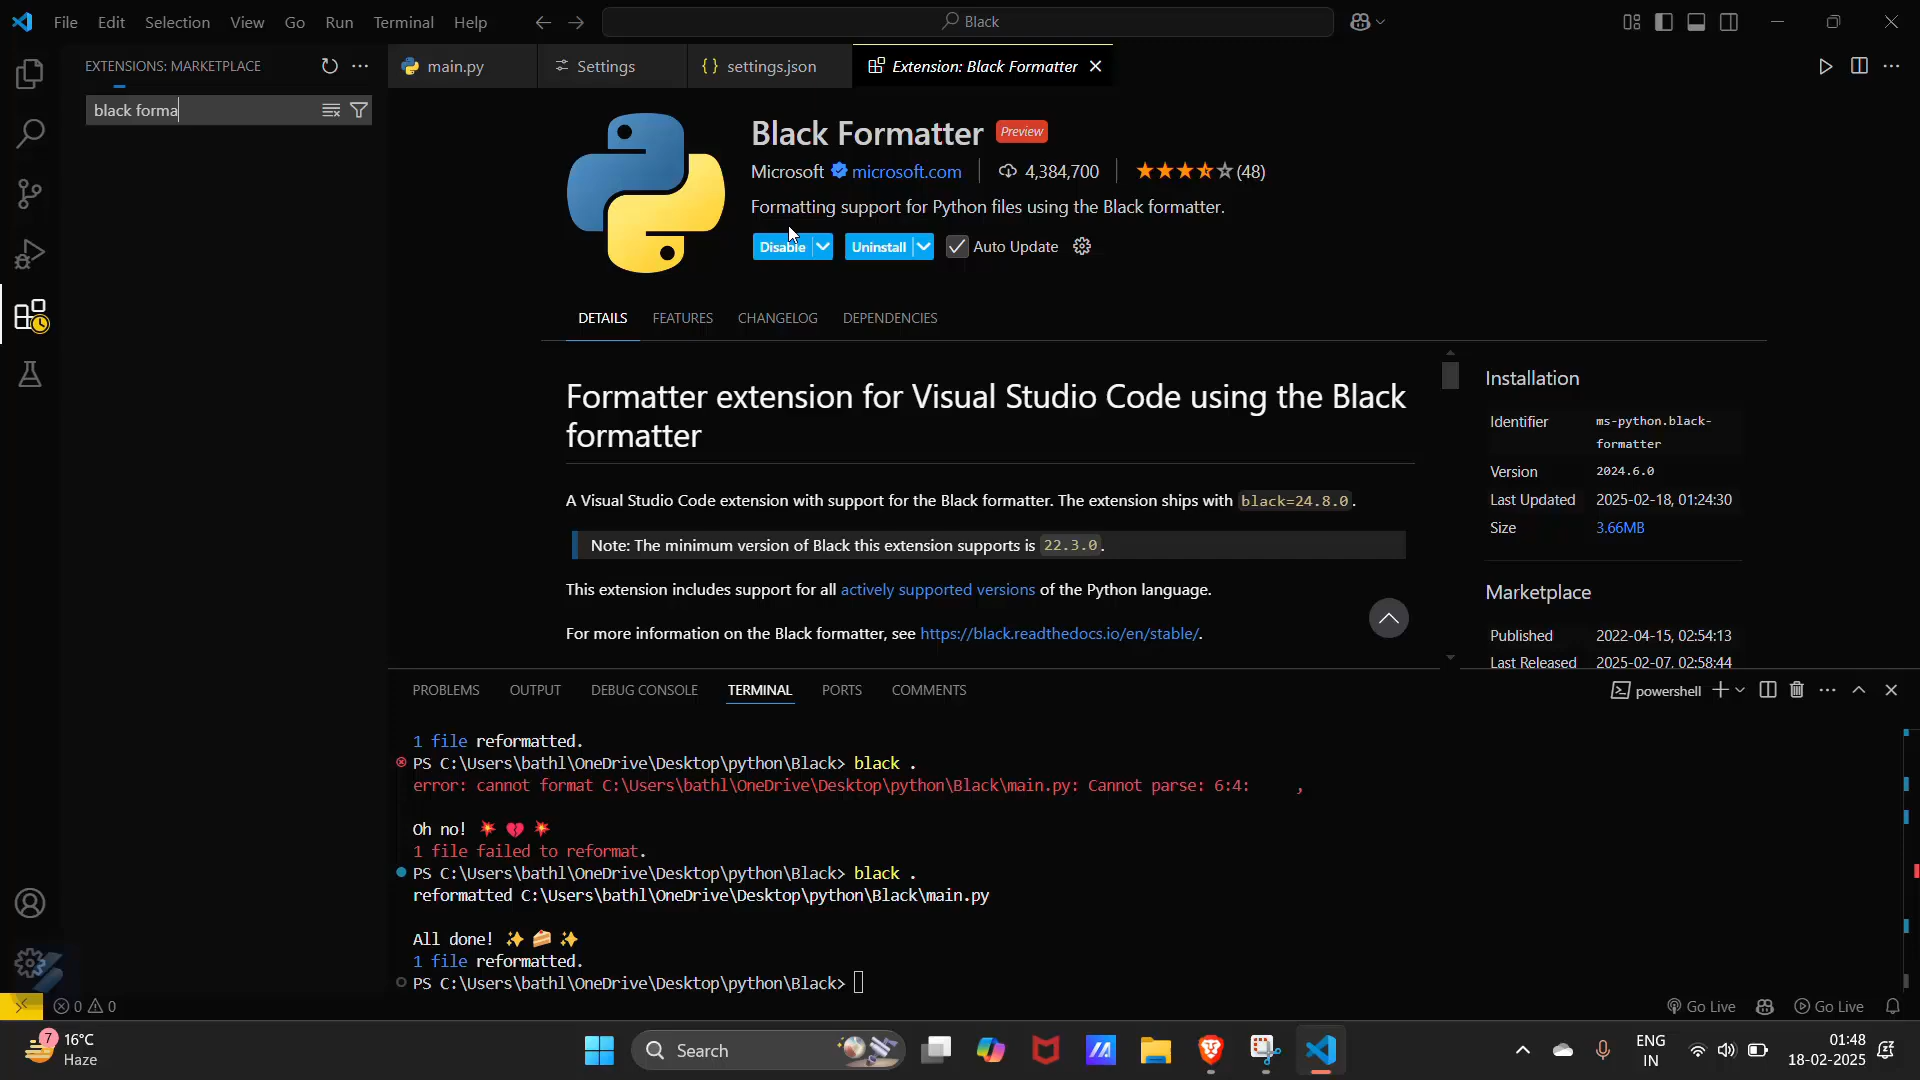 File Edit Selection View Go Run Terminal Help
Black
EXTENSIONS: MARKETPLACE
black forma
main.py
Settings
settings.json
Extension: Black Formatter
Black Formatter Preview
Microsoft microsoft.com 4,384,700 (48)
Formatting support for Python files using the Black formatter.
Disable Uninstall Auto Update
DETAILS FEATURES CHANGELOG DEPENDENCIES
Formatter extension for Visual Studio Code using the Black
formatter
A Visual Studio Code extension with support for the Black formatter. The extension ships with black=24.8.0.
Note: The minimum version of Black this extension supports is 22.3.0.
This extension includes support for all actively supported versions of the Python language.
For more information on the Black formatter, see https://black.readthedocs.io/en/stable/.
Installation
Identifier ms-python.black-
formatter
Version 2024.6.0
Last Updated 2025-02-18, 01:24:30
Size 3.66MB
Marketplace
Published 2022-04-15, 02:54:13
Last Released 2025-02-07, 02:58:44
PROBLEMS OUTPUT DEBUG CONSOLE TERMINAL PORTS COMMENTS
powershell
1 file reformatted.
PS C:\Users\bathl\OneDrive\Desktop\python\Black> black .
error: cannot format C:\Users\bathl\OneDrive\Desktop\python\Black\main.py: Cannot parse: 6:4:     ,
Oh no! 💥 💔 💥
1 file failed to reformat.
PS C:\Users\bathl\OneDrive\Desktop\python\Black> black .
reformatted C:\Users\bathl\OneDrive\Desktop\python\Black\main.py
All done! ✨ 🍰 ✨
1 file reformatted.
PS C:\Users\bathl\OneDrive\Desktop\python\Black>
0 0
Go Live
Go Live
7
16°C
Haze
Search
ENG
IN
01:48
18-02-2025